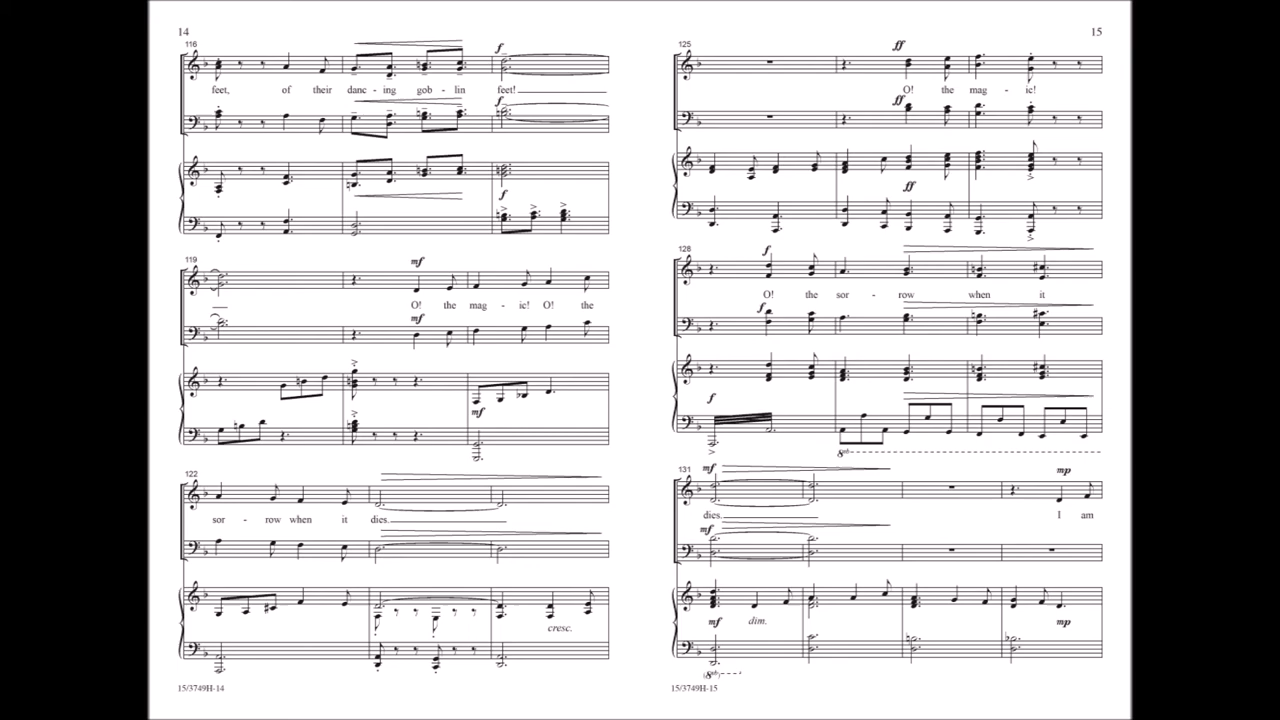 14
116
f
feet, of their danc - ing gob - lin feet!
f
f
119
mf
O! the mag - ic! O! the
mf
mf
122
sor - row when it dies.
cresc.
15/3749H-14
15
125
ff
O! the mag - ic!
ff
ff
128
f
O! the sor - row when it
f
f
8vb
131
mf mp
dies. I am
mf
mf dim. mp
(8vb)
15/3749H-15